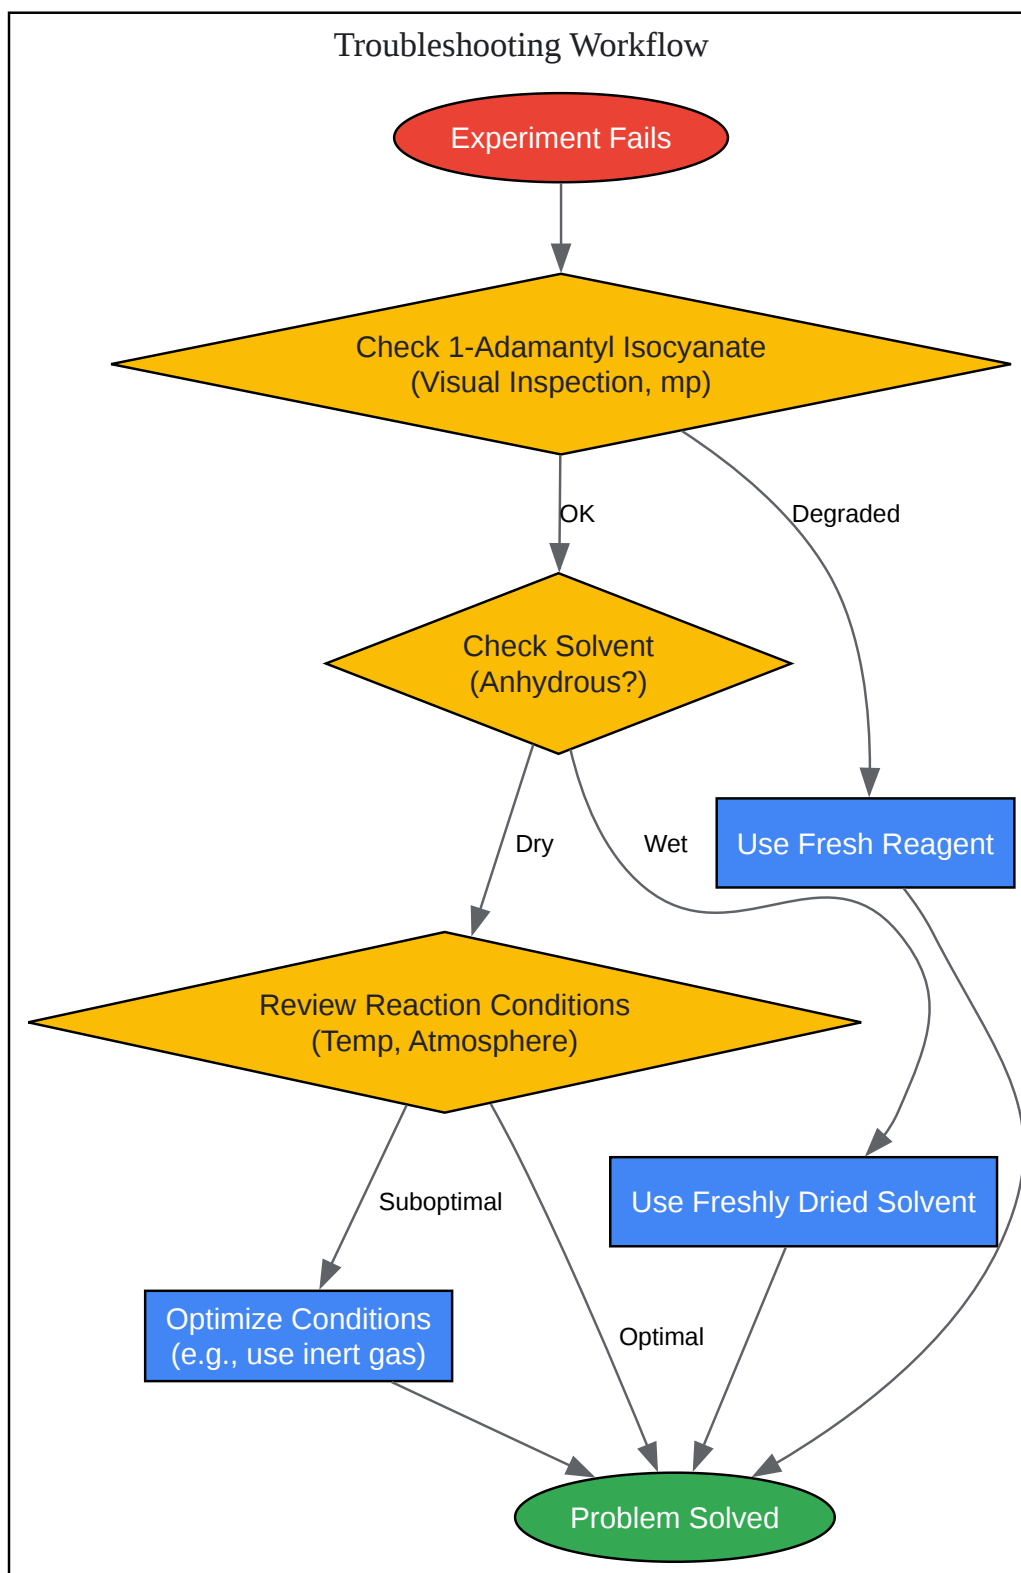 Troubleshooting Workflow
Experiment Fails
Check 1-Adamantyl Isocyanate
(Visual Inspection, mp)
OK
Degraded
Check Solvent
(Anhydrous?)
Dry
Wet
Use Fresh Reagent
Review Reaction Conditions
(Temp, Atmosphere)
Suboptimal
Use Freshly Dried Solvent
Optimize Conditions
(e.g., use inert gas)
Optimal
Problem Solved